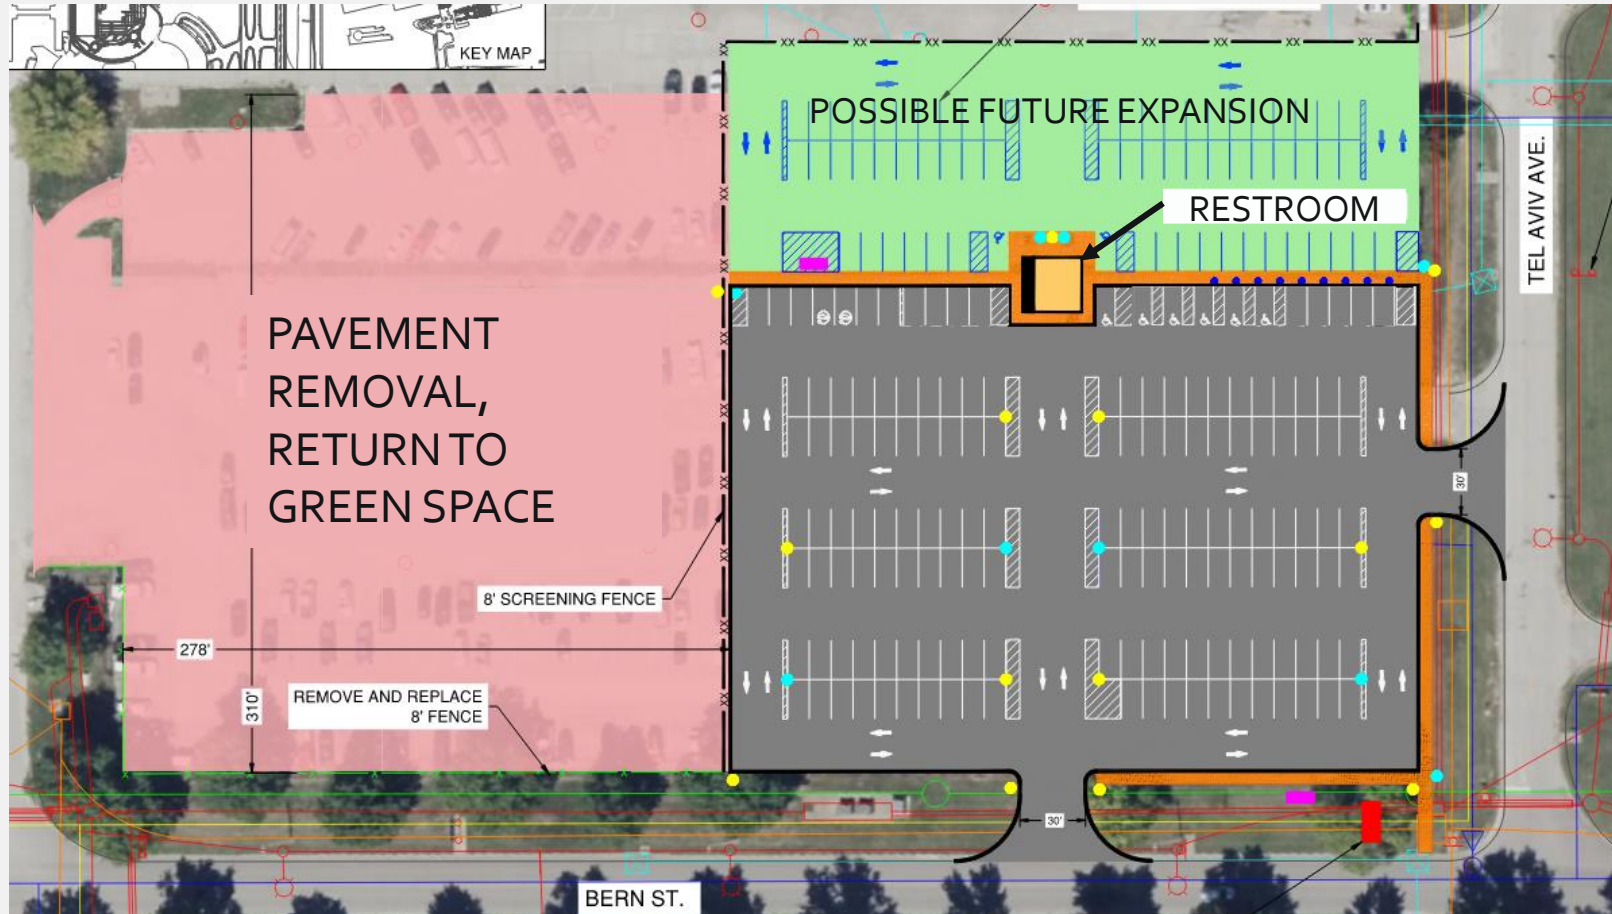 KEY MAP
POSSIBLE FUTURE EXPANSION
RESTROOM
TEL AVIV AVE.
PAVEMENT
REMOVAL,
RETURN TO
GREEN SPACE
30'
8' SCREENING FENCE
278'
310'
REMOVE AND REPLACE
8' FENCE
30'
BERN ST.